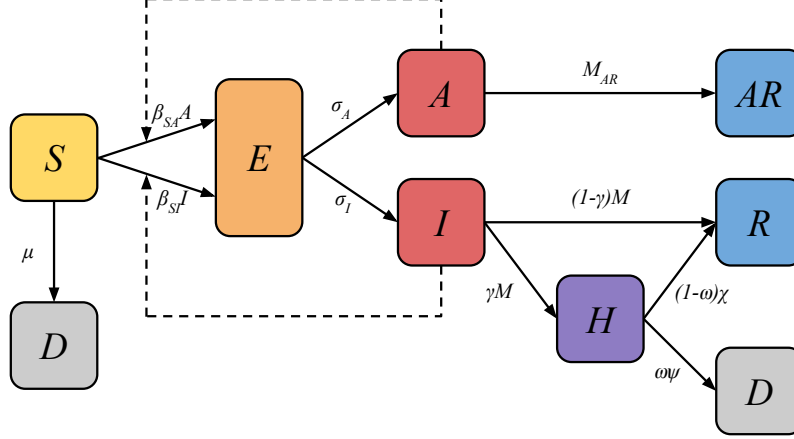 S
μ
D
β_SA A
β_SI I
E
σ_A
σ_I
A
I
M_AR
(1-γ)M
γM
H
(1-ω)χ
ωψ
AR
R
D